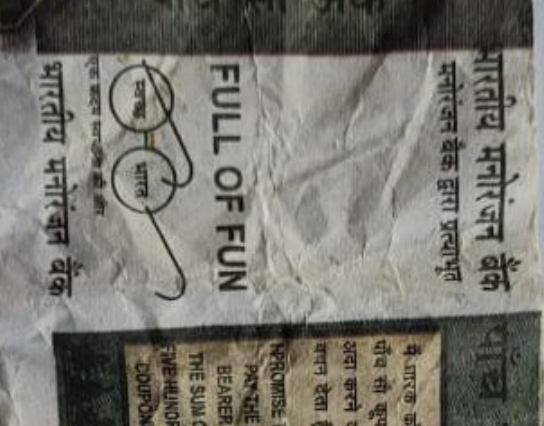 भारतीय मनोरंजन बैंक
मनोरंजन बैंक द्वारा प्रत्याभूत
FULL OF FUN
स्वच्छ
भारत
एक कदम स्वच्छता की ओर
भारतीय मनोरंजन बैंक
पाँच
मैं धारक को
पाँच सौ कूप
अदा करने
वचन देता
I PROMISE
PAY THE
BEARER
THE SUM O
FIVE HUNDR
COUPON